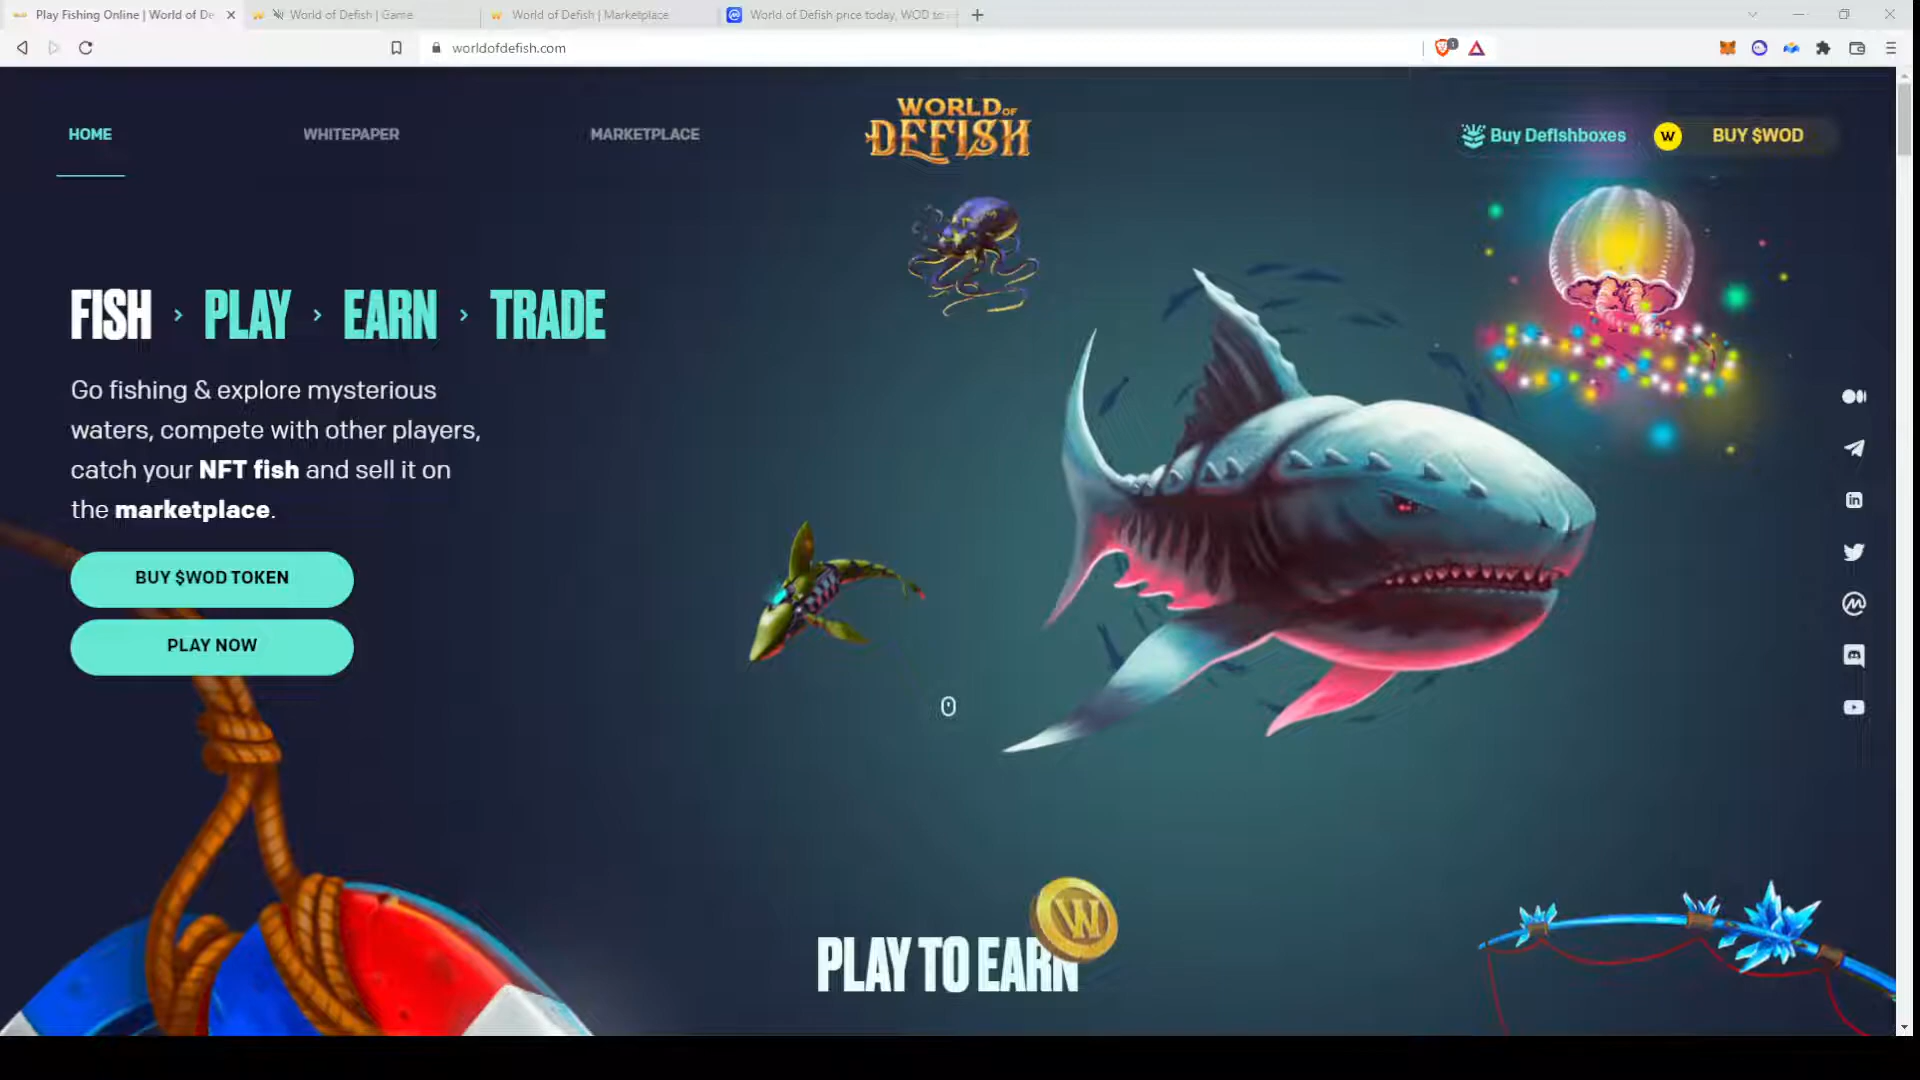 Play Fishing Online | World of De
World of Defish | Game
World of Defish | Marketplace
World of Defish price today, WOD to
worldofdefish.com
1
HOME
WHITEPAPER
MARKETPLACE
WORLD OF
DEFISH
Buy Defishboxes
W
BUY $WOD
FISH › PLAY › EARN › TRADE
Go fishing & explore mysterious
waters, compete with other players,
catch your NFT fish and sell it on
the marketplace.
BUY $WOD TOKEN
PLAY NOW
in
W
PLAY TO EARN